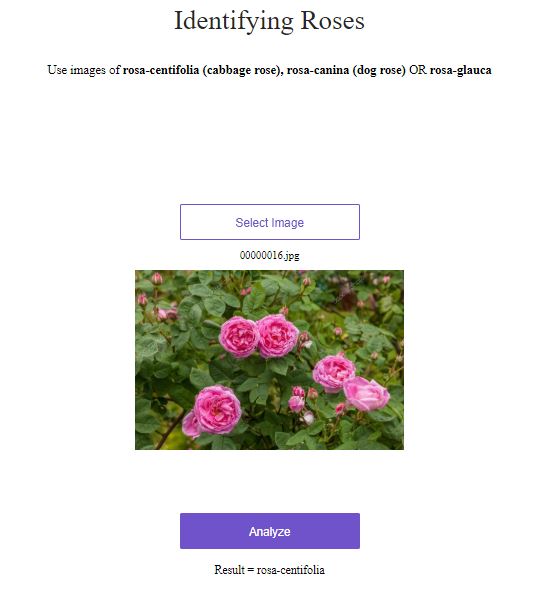 Identifying Roses
Use images of rosa-centifolia (cabbage rose), rosa-canina (dog rose) OR rosa-glauca
Select Image
00000016.jpg
Analyze
Result = rosa-centifolia